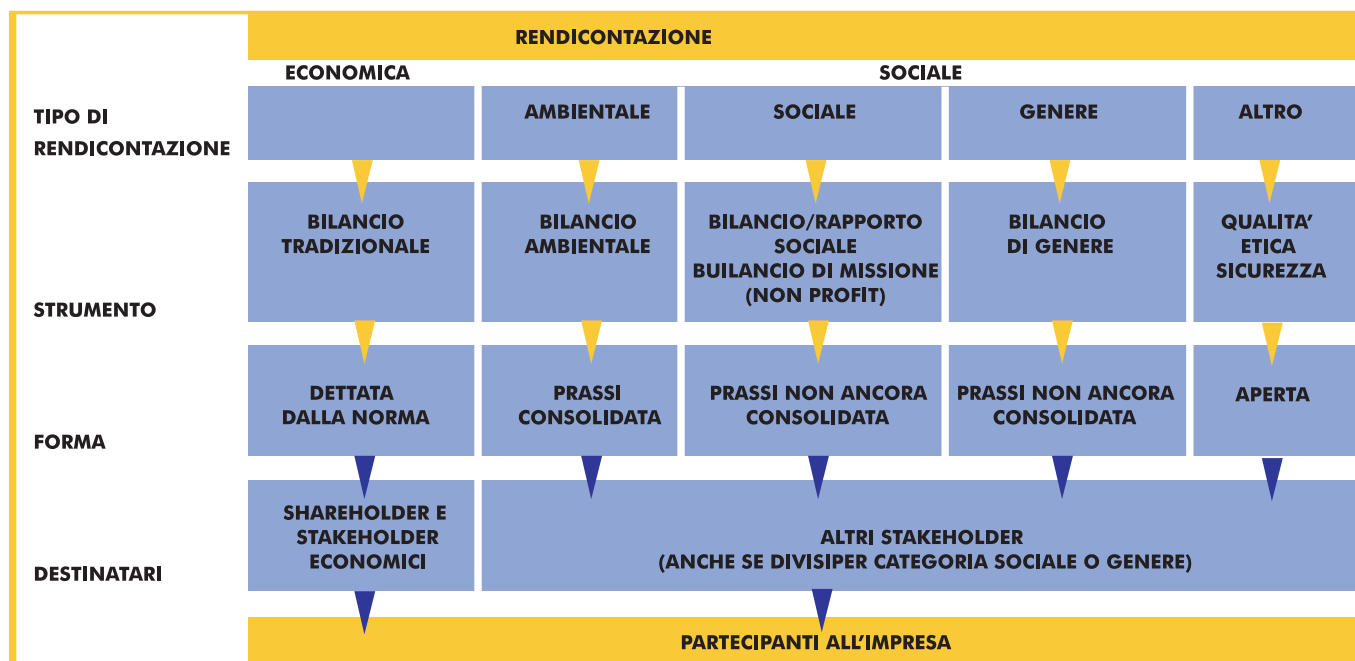 RENDICONTAZIONE
ECONOMICA
SOCIALE
TIPO DI
RENDICONTAZIONE
AMBIENTALE
SOCIALE
GENERE
ALTRO
STRUMENTO
BILANCIO
TRADIZIONALE
BILANCIO
AMBIENTALE
BILANCIO/RAPPORTO
SOCIALE
BUILANCIO DI MISSIONE
(NON PROFIT)
BILANCIO
DI GENERE
QUALITA’
ETICA
SICUREZZA
FORMA
DETTATA
DALLA NORMA
PRASSI
CONSOLIDATA
PRASSI NON ANCORA
CONSOLIDATA
PRASSI NON ANCORA
CONSOLIDATA
APERTA
DESTINATARI
SHAREHOLDER E
STAKEHOLDER
ECONOMICI
ALTRI STAKEHOLDER
(ANCHE SE DIVISIPER CATEGORIA SOCIALE O GENERE)
PARTECIPANTI ALL’IMPRESA